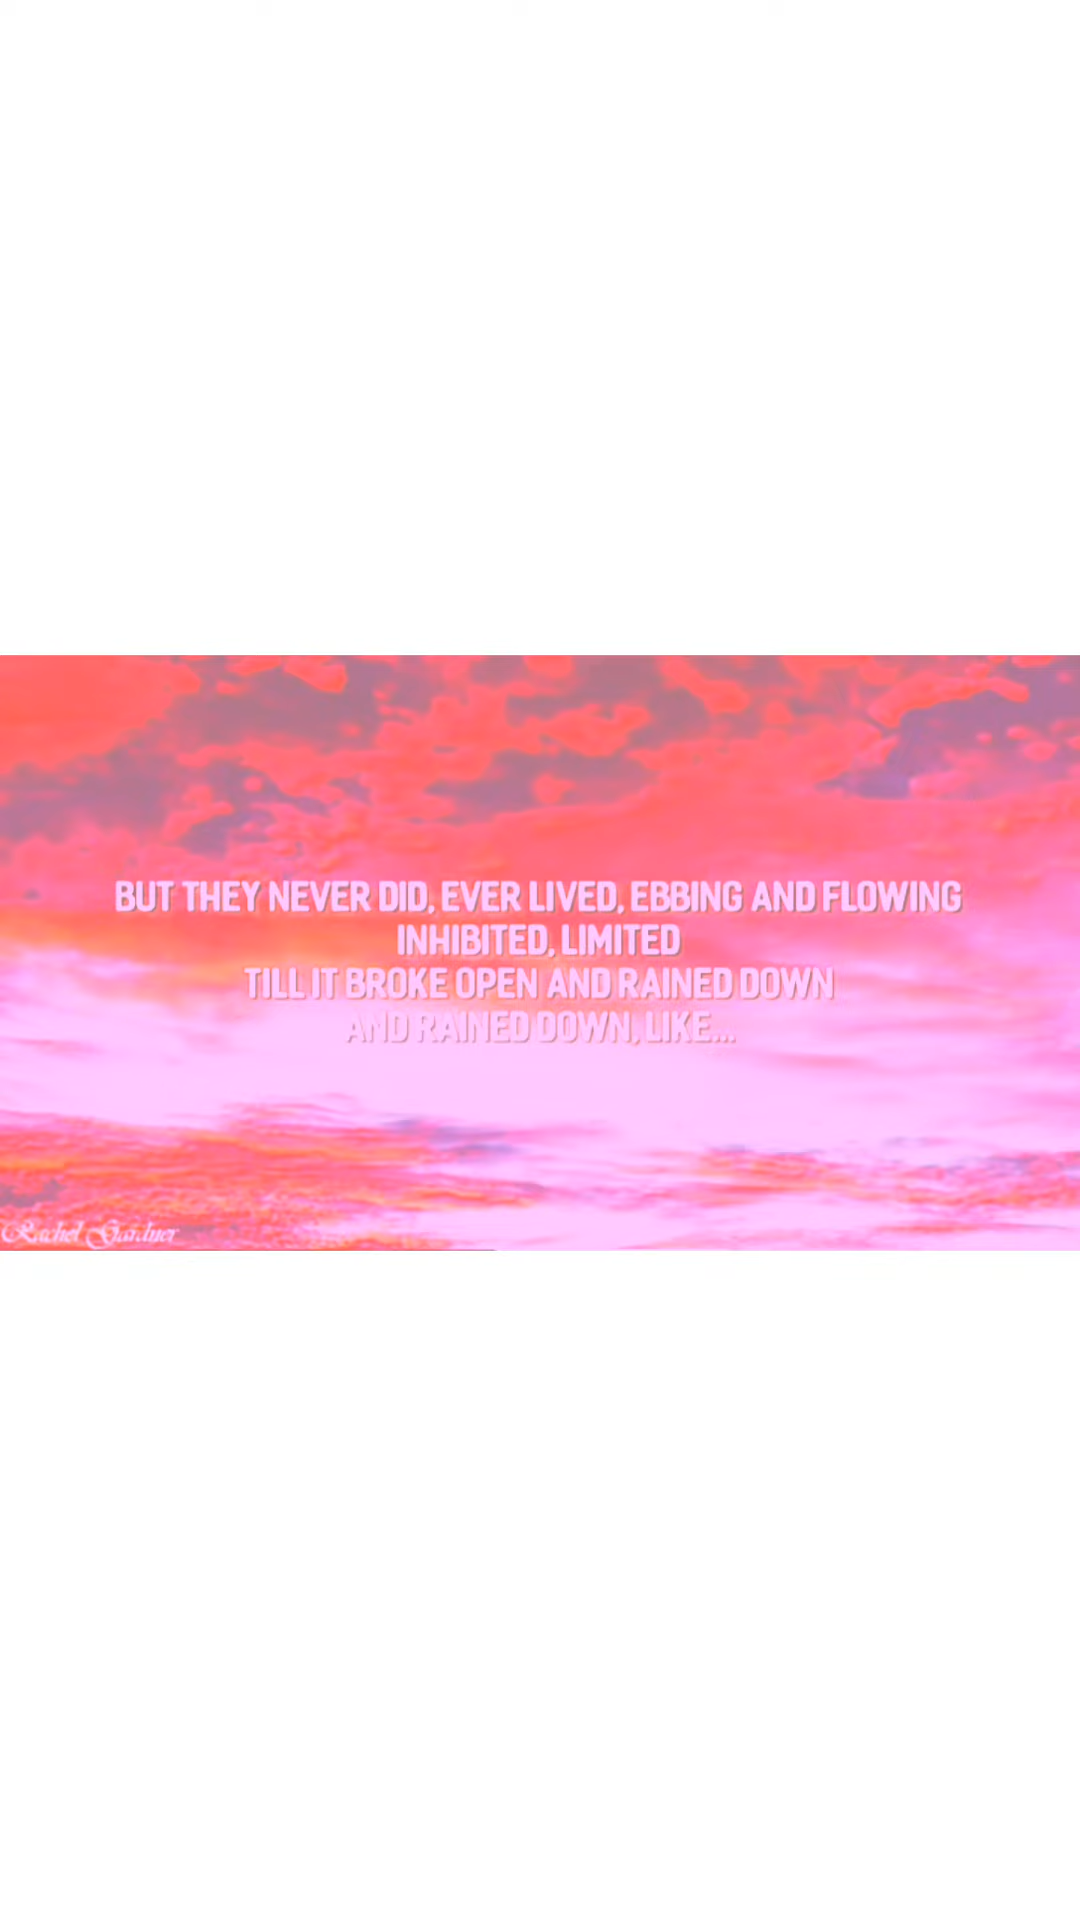 BUT THEY NEVER DID, EVER LIVED, EBBING AND FLOWING
INHIBITED, LIMITED
TILL IT BROKE OPEN AND RAINED DOWN
AND RAINED DOWN, LIKE...
Rachel Gardner